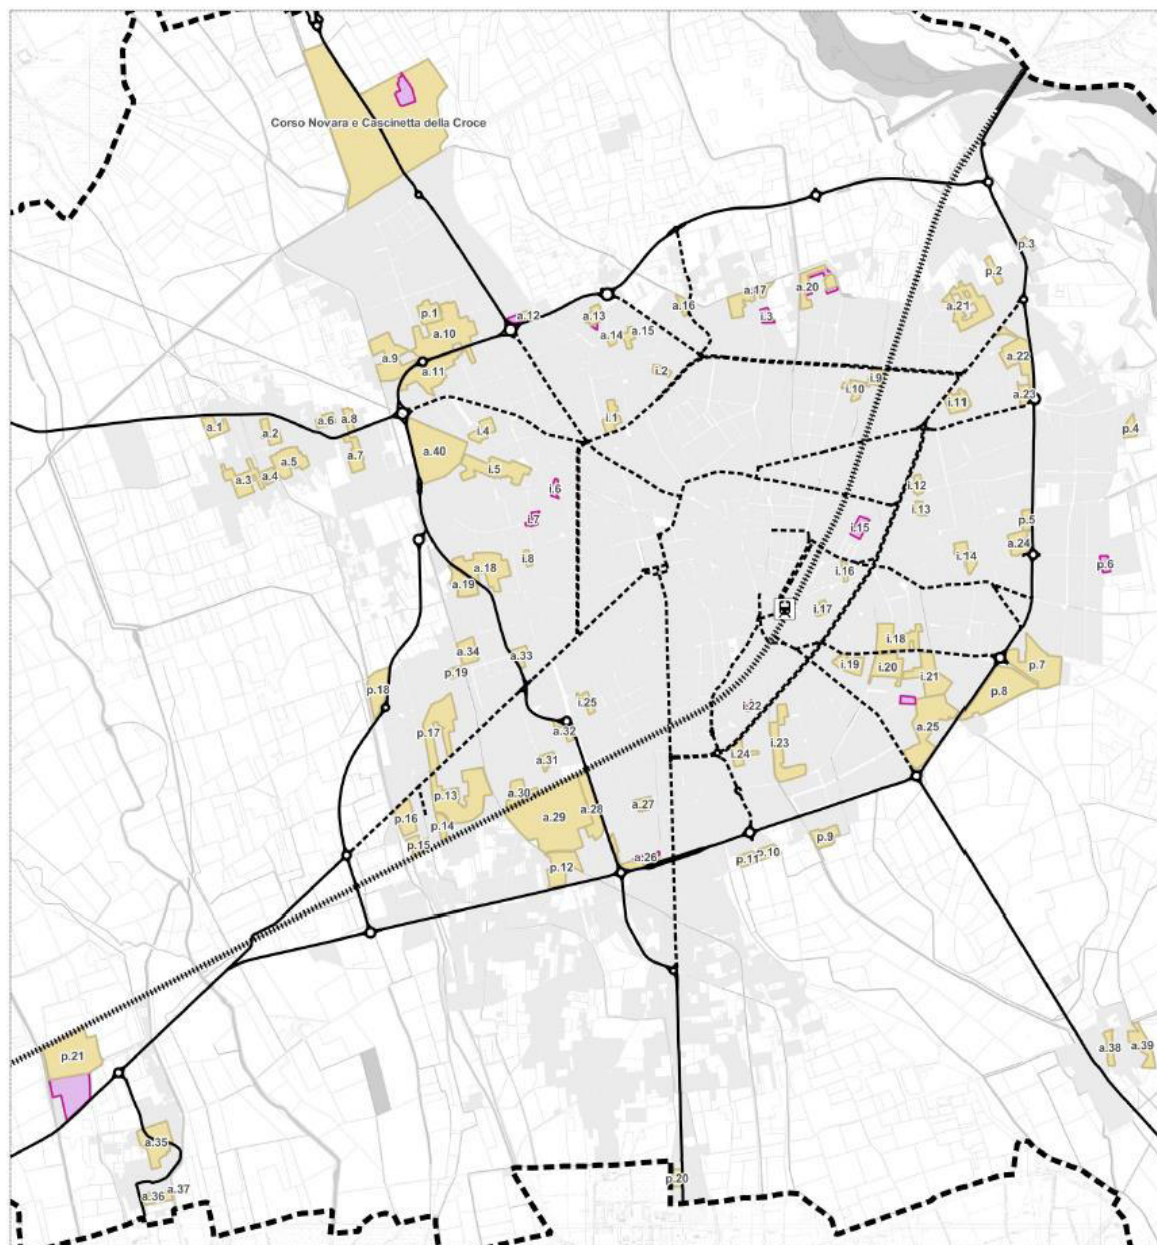 Corso Novara e Cascinetta della Croce
p.3
p.2
a.17
a.20
a.21
a.16
p.1
a.12
a.13
i.3
a.10
a.14
a.15
a.9
a.22
a.11
i.2
i.9
i.10
a.23
i.11
a.1
a.2
a.6
a.8
i.1
i.4
p.4
a.40
a.7
a.5
a.4
a.3
i.5
i.6
i.12
i.13
i.7
i.15
p.5
a.24
i.8
i.14
p.6
a.18
a.19
i.16
i.17
a.34
a.33
i.18
p.19
i.19
i.20
i.21
p.7
p.18
p.8
i.25
i.22
p.17
a.32
a.25
i.23
a.31
i.24
a.30
p.13
a.28
a.27
p.16
a.29
p.14
p.15
p.9
a.26
p.10
p.11
p.12
p.21
a.38
a.39
a.35
p.20
a.37
a.36